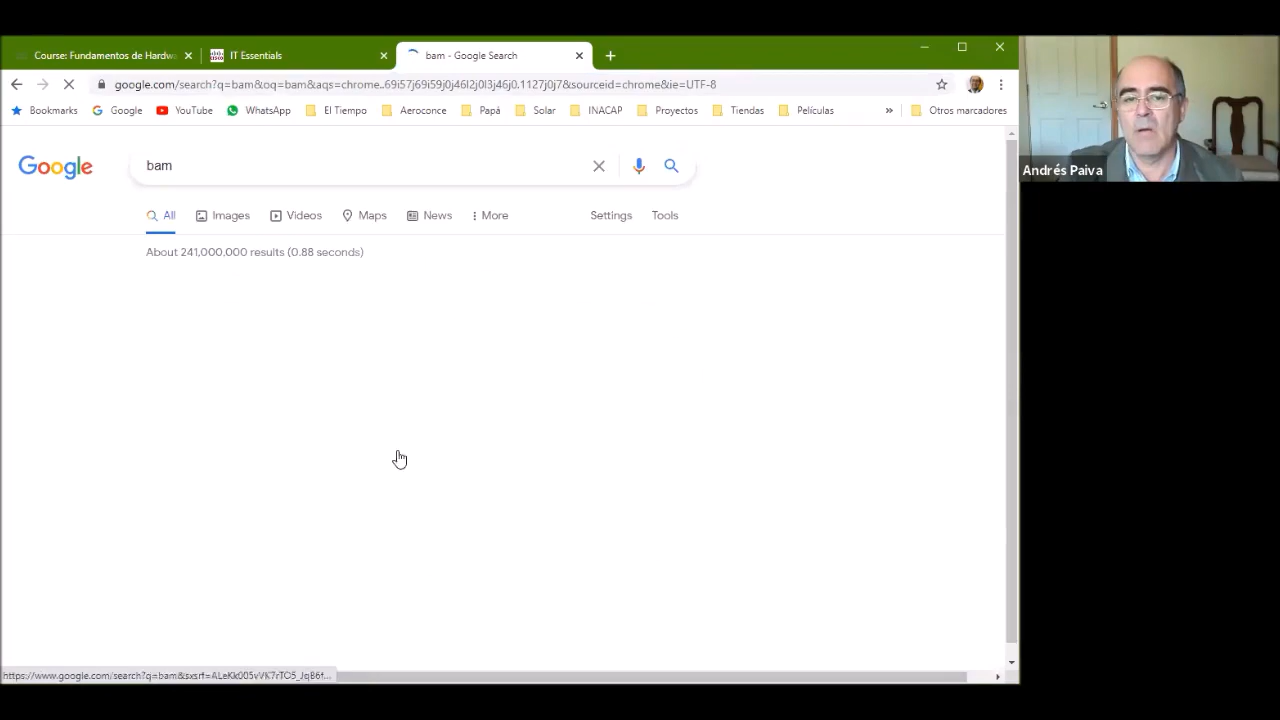 Course: Fundamentos de Hardwa
IT Essentials
bam - Google Search
google.com/search?q=bam&oq=bam&aqs=chrome..69i57j69i59j0j46l2j0l3j46j0.1127j0j7&sourceid=chrome&ie=UTF-8
Bookmarks
Google
YouTube
WhatsApp
El Tiempo
Aeroconce
Papá
Solar
INACAP
Proyectos
Tiendas
Películas
»
Otros marcadores
Andrés Paiva
Google
bam
All
Images
Videos
Maps
News
More
Settings
Tools
About 241,000,000 results (0.88 seconds)